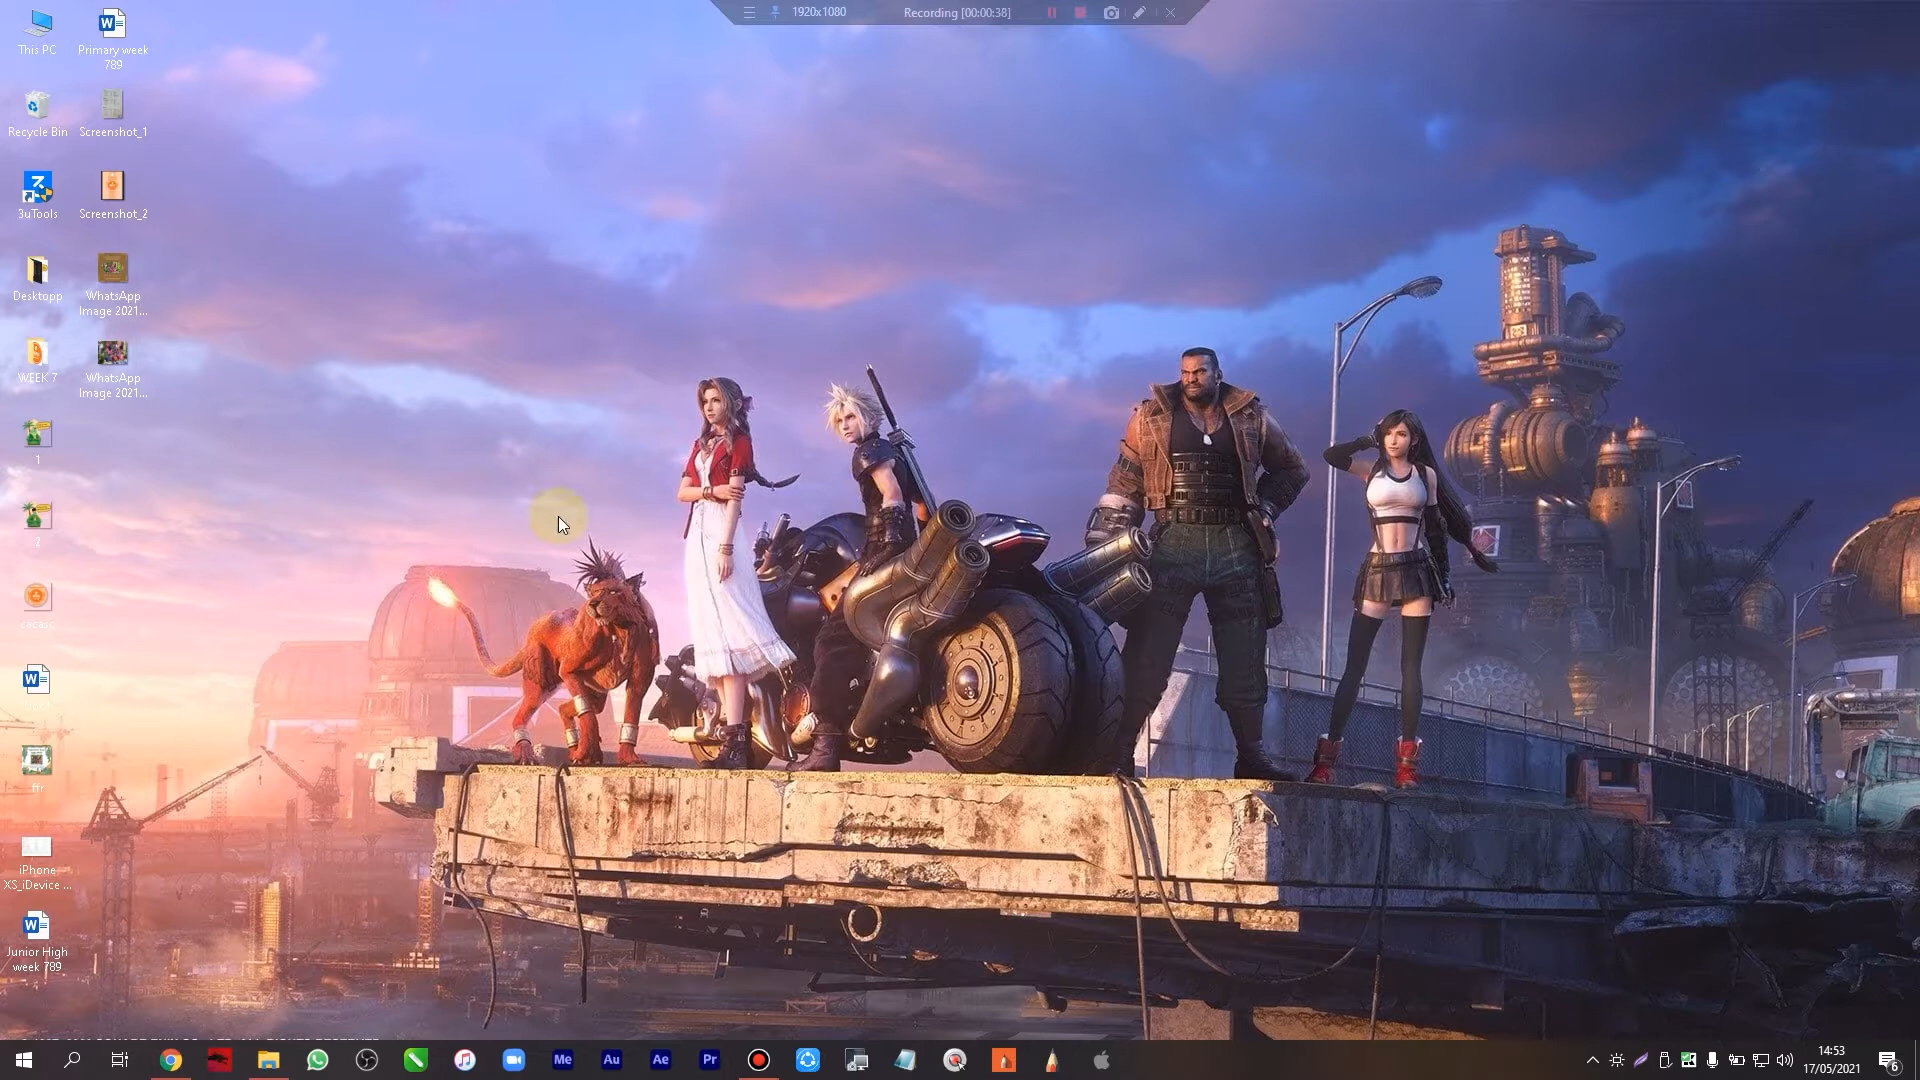 1920x1080
Recording [00:00:38]
This PC
Primary week
789
Recycle Bin
Screenshot_1
3uTools
Screenshot_2
Desktopp
WhatsApp
Image 2021...
WEEK 7
WhatsApp
Image 2021...
1
2
ffr
iPhone
XS_iDevice ...
Junior High
week 789
Me
Au
Ae
Pr
14:53
17/05/2021
6